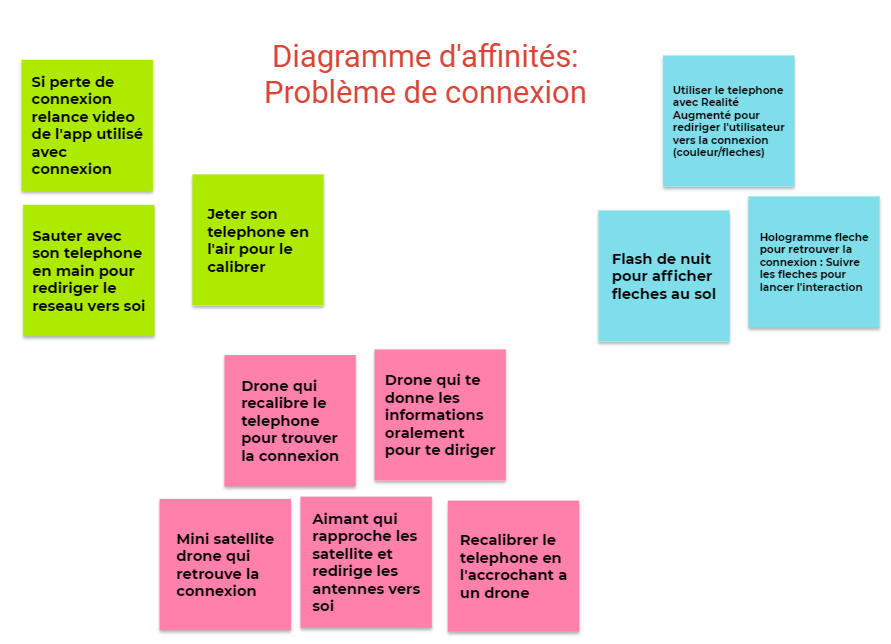 Diagramme d'affinités:
Problème de connexion
Si perte de
connexion
relance video
de l'app utilisé
avec
connexion
Sauter avec
son telephone
en main pour
rediriger le
reseau vers soi
Jeter son
telephone en
l'air pour le
calibrer
Utiliser le telephone
avec Realité
Augmenté pour
rediriger l'utilisateur
vers la connexion
(couleur/fleches)
Flash de nuit
pour afficher
fleches au sol
Hologramme fleche
pour retrouver la
connexion : Suivre
les fleches pour
lancer l'interaction
Drone qui
recalibre le
telephone
pour trouver
la connexion
Drone qui te
donne les
informations
oralement
pour te diriger
Mini satellite
drone qui
retrouve la
connexion
Aimant qui
rapproche les
satellite et
redirige les
antennes vers
soi
Recalibrer le
telephone en
l'accrochant a
un drone